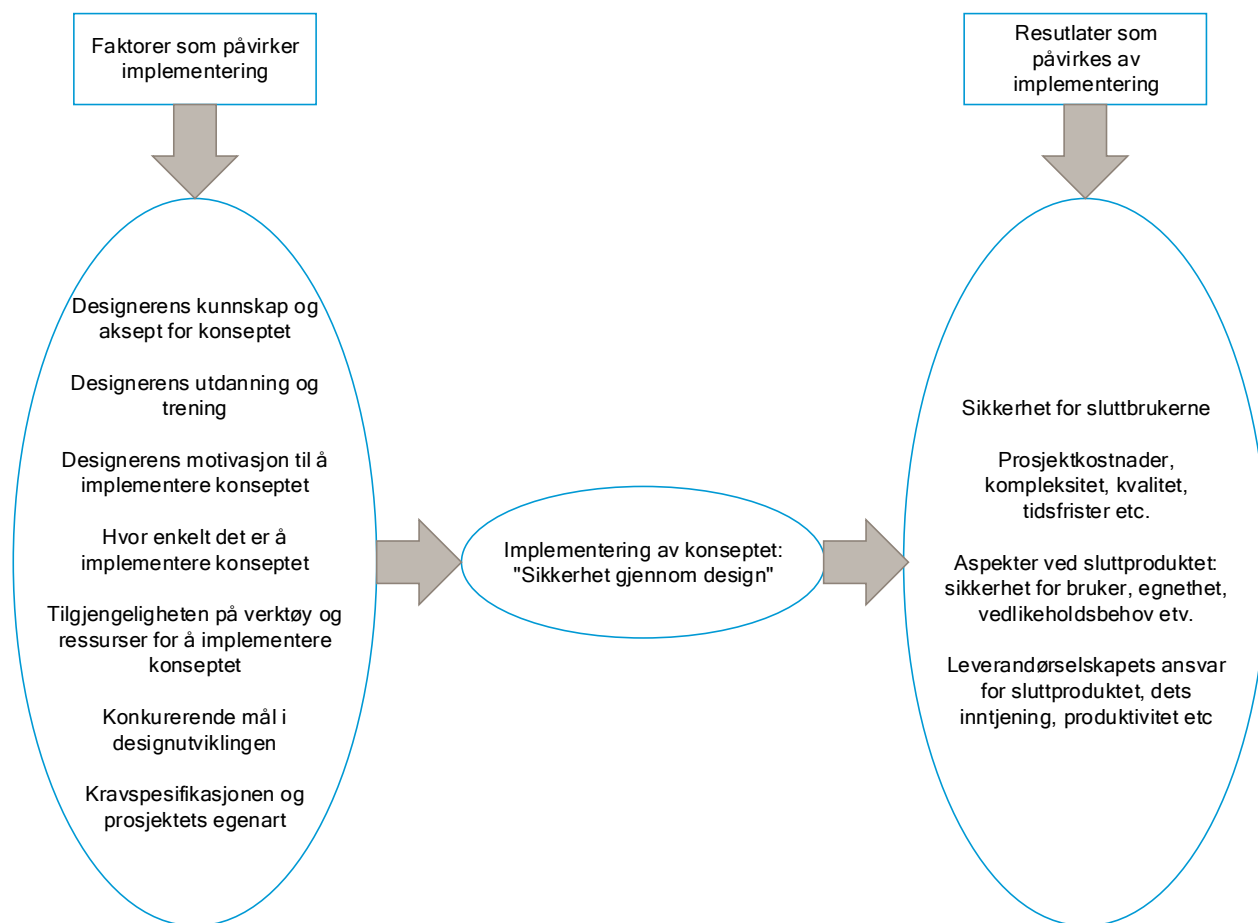 Faktorer som påvirker
implementering
Resutlater som
påvirkes av
implementering
Designerens kunnskap og
aksept for konseptet
Designerens utdanning og
trening
Designerens motivasjon til å
implementere konseptet
Hvor enkelt det er å
implementere konseptet
Tilgjengeligheten på verktøy og
ressurser for å implementere
konseptet
Konkurerende mål i
designutviklingen
Kravspesifikasjonen og
prosjektets egenart
Implementering av konseptet:
"Sikkerhet gjennom design"
Sikkerhet for sluttbrukerne
Prosjektkostnader,
kompleksitet, kvalitet,
tidsfrister etc.
Aspekter ved sluttproduktet:
sikkerhet for bruker, egnethet,
vedlikeholdsbehov etv.
Leverandørselskapets ansvar
for sluttproduktet, dets
inntjening, produktivitet etc